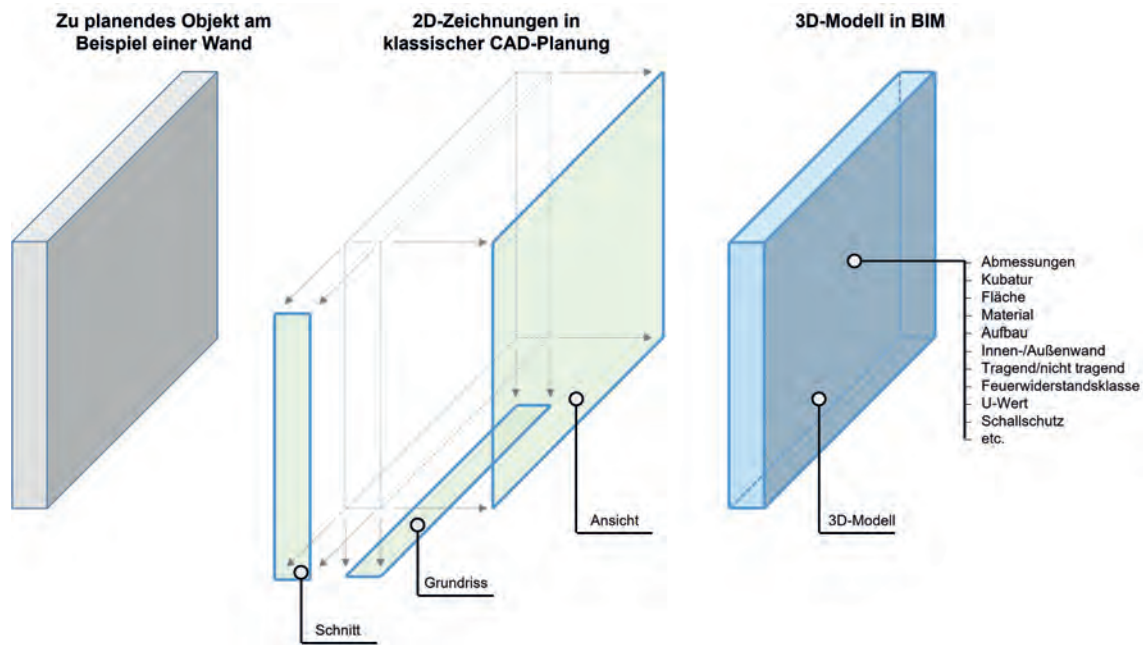 Zu planendes Objekt am
Beispiel einer Wand
2D-Zeichnungen in
klassischer CAD-Planung
3D-Modell in BIM
Abmessungen
Kubatur
Fläche
Material
Aufbau
Innen-/Außenwand
Tragend/nicht tragend
Feuerwiderstandsklasse
U-Wert
Schallschutz
etc.
Ansicht
3D-Modell
Grundriss
Schnitt